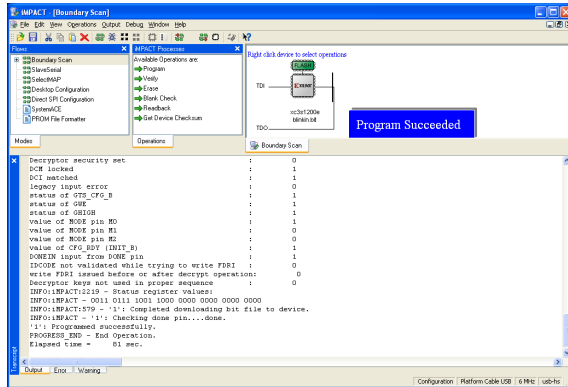 iMPACT - [Boundary Scan]
File Edit View Operations Output Debug Window Help
Flows
iMPACT Processes
Boundary Scan
SlaveSerial
SelectMAP
Desktop Configuration
Direct SPI Configuration
SystemACE
PROM File Formatter
Modes
Available Operations are:
Program
Verify
Erase
Blank Check
Readback
Get Device Checksum
Operations
Right click device to select operations
FLASH
TDI
XILINX
xc3s1200e
blinkin.bit
TDO
Program Succeeded
Boundary Scan
Decryptor security set : 0
DCM locked : 1
DCI matched : 1
legacy input error : 0
status of GTS_CFG_B : 1
status of GWE : 1
status of GHIGH : 1
value of MODE pin M0 : 1
value of MODE pin M1 : 0
value of MODE pin M2 : 0
value of CFG_RDY (INIT_B) : 1
DONEIN input from DONE pin : 1
IDCODE not validated while trying to write FDRI : 0
write FDRI issued before or after decrypt operation: 0
Decryptor keys not used in proper sequence : 0
INFO:iMPACT:2219 - Status register values:
INFO:iMPACT - 0011 0111 1001 1000 0000 0000 0000 0000
INFO:iMPACT:579 - '1': Completed downloading bit file to device.
INFO:iMPACT - '1': Checking done pin....done.
'1': Programmed successfully.
PROGRESS_END - End Operation.
Elapsed time = 81 sec.
Transcript
Output Error Warning
Configuration Platform Cable USB 6 MHz usb-hs